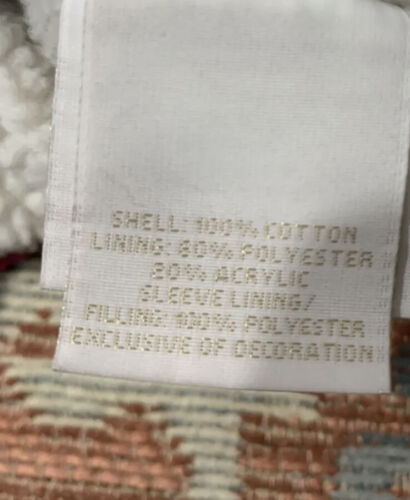 SHELL: 100% COTTON
LINING: 80% POLYESTER
20% ACRYLIC
SLEEVE LINING/
FILLING: 100% POLYESTER
EXCLUSIVE OF DECORATION